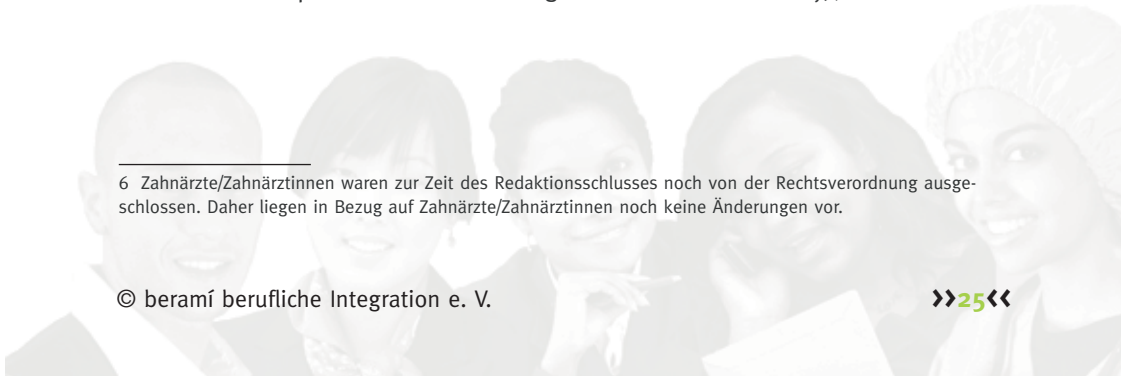 6 Zahnärzte/Zahnärztinnen waren zur Zeit des Redaktionsschlusses noch von der Rechtsverordnung ausge-
schlossen. Daher liegen in Bezug auf Zahnärzte/Zahnärztinnen noch keine Änderungen vor.
© beramí berufliche Integration e. V.
››25‹‹